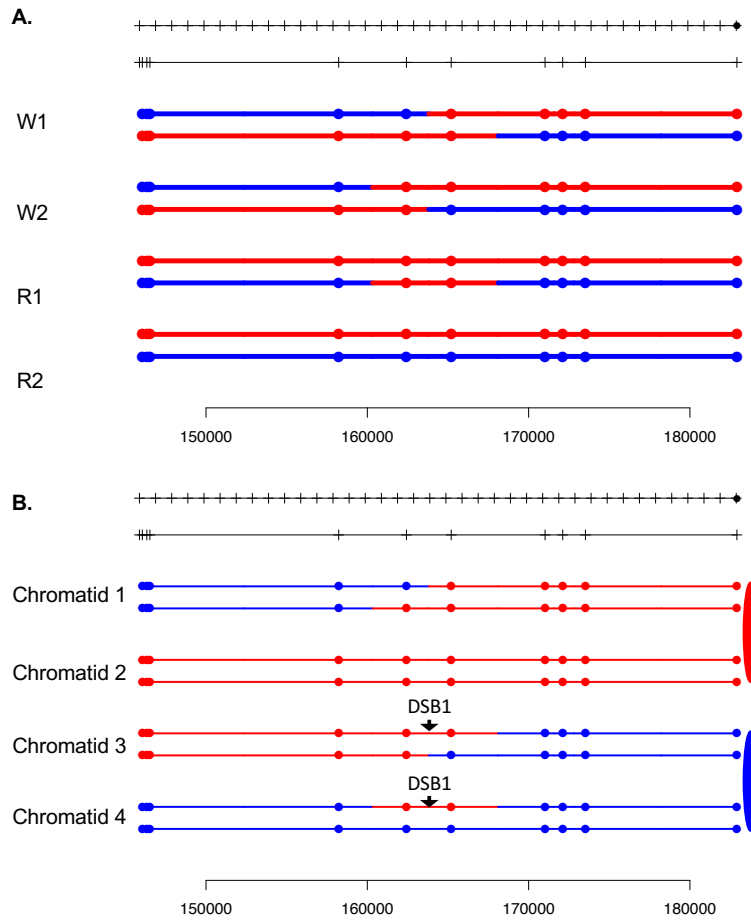 A.
W1
W2
R1
R2
150000 160000 170000 180000
B.
Chromatid 1
Chromatid 2
DSB1
Chromatid 3
DSB1
Chromatid 4
150000 160000 170000 180000